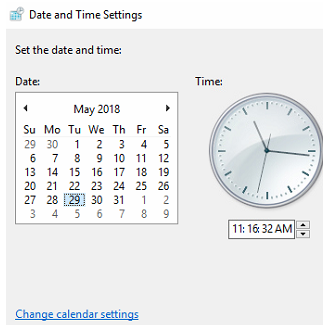 Date and Time Settings
Set the date and time:
Date: Time:
May 2018
Su Mo Tu We Th Fr Sa
29 30 1 2 3 4 5
6 7 8 9 10 11 12
13 14 15 16 17 18 19
20 21 22 23 24 25 26
27 28 29 30 31 1 2
3 4 5 6 7 8 9
11:16:32 AM
Change calendar settings